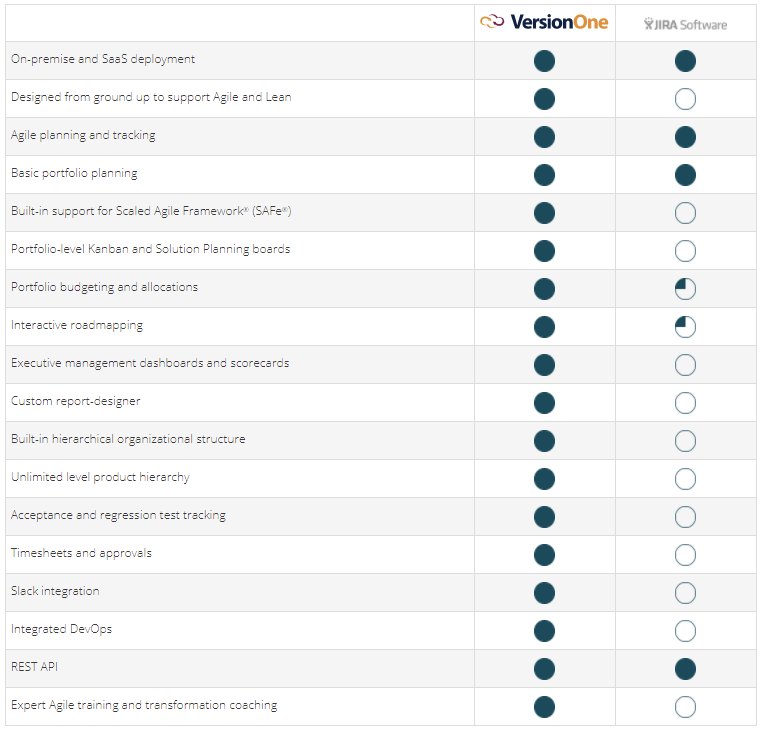 VersionOne JIRA Software
On-premise and SaaS deployment
Designed from ground up to support Agile and Lean
Agile planning and tracking
Basic portfolio planning
Built-in support for Scaled Agile Framework® (SAFe®)
Portfolio-level Kanban and Solution Planning boards
Portfolio budgeting and allocations
Interactive roadmapping
Executive management dashboards and scorecards
Custom report-designer
Built-in hierarchical organizational structure
Unlimited level product hierarchy
Acceptance and regression test tracking
Timesheets and approvals
Slack integration
Integrated DevOps
REST API
Expert Agile training and transformation coaching